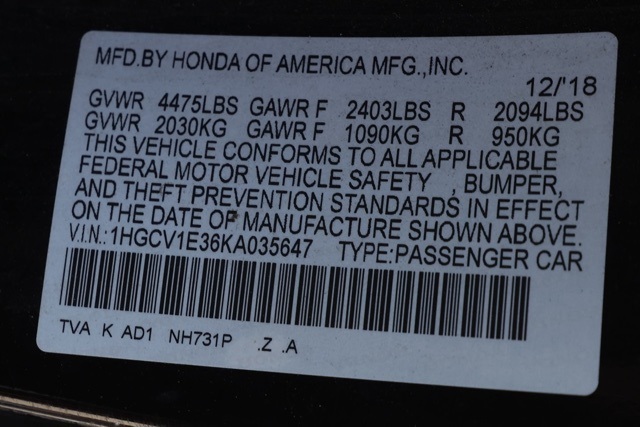 MFD.BY HONDA OF AMERICA MFG.,INC.
12/'18
GVWR 4475LBS GAWR F 2403LBS R 2094LBS
GVWR 2030KG GAWR F 1090KG R 950KG
THIS VEHICLE CONFORMS TO ALL APPLICABLE
FEDERAL MOTOR VEHICLE SAFETY , BUMPER,
AND THEFT PREVENTION STANDARDS IN EFFECT
ON THE DATE OF MANUFACTURE SHOWN ABOVE.
V.I.N.:1HGCV1E36KA035647 TYPE:PASSENGER CAR
TVA K AD1 NH731P .Z .A